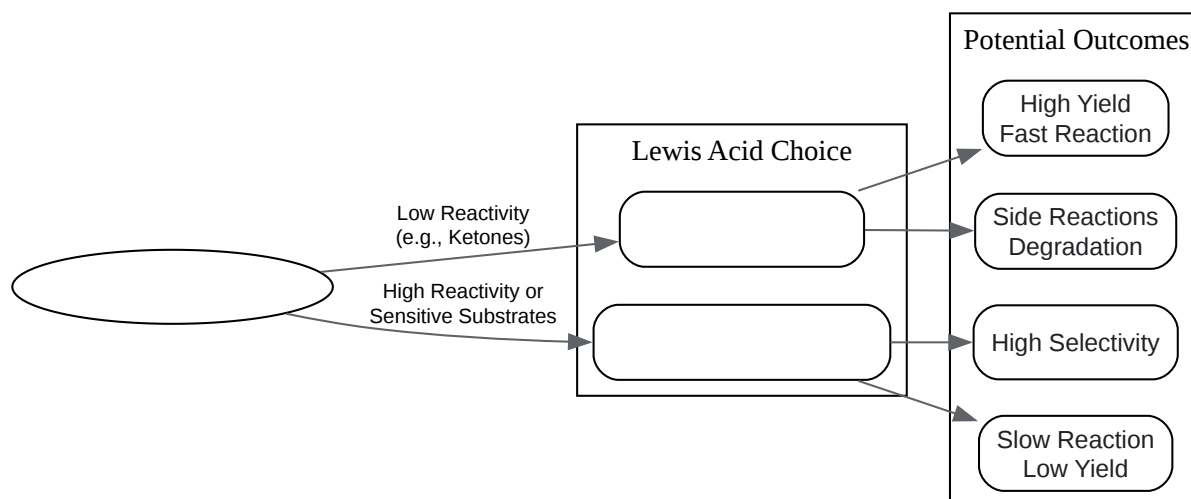 Potential Outcomes
High Yield
Fast Reaction
Lewis Acid Choice
Low Reactivity
(e.g., Ketones)
Side Reactions
Degradation
High Reactivity or
Sensitive Substrates
High Selectivity
Slow Reaction
Low Yield